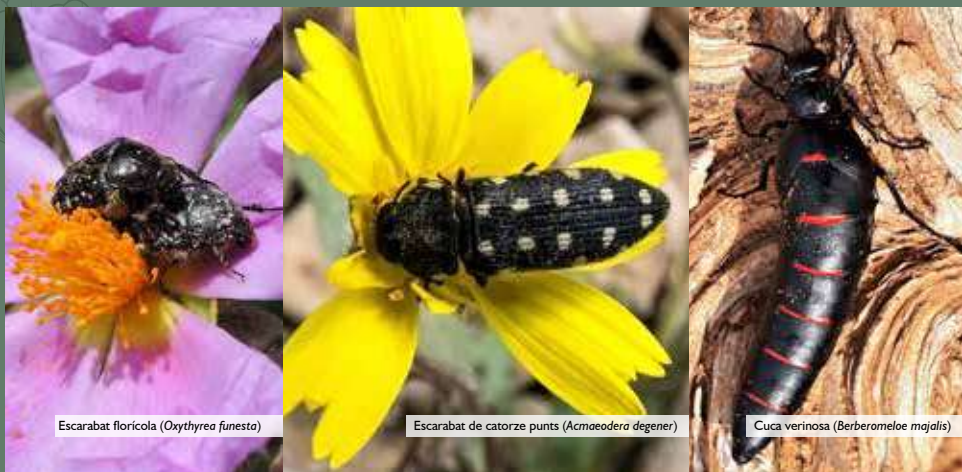 Escarabat florícola (Oxythyrea funesta)
Escarabat de catorze punts (Acmaeodera degener)
Cuca verinosa (Berberomeloe majalis)